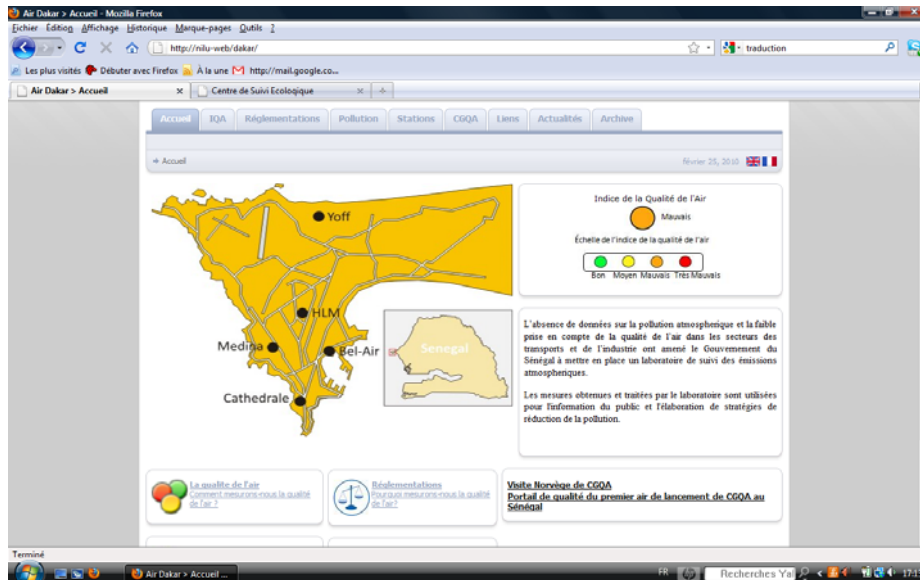 Air Dakar > Accueil - Mozilla Firefox
Fichier Édition Affichage Historique Marque-pages Outils ?
http://nilu-web/dakar/
traduction
Les plus visités Débuter avec Firefox À la une http://mail.google.co...
Air Dakar > Accueil
Centre de Suivi Ecologique
Accueil IQA Réglementations Pollution Stations CGQA Liens Actualités Archive
Accueil
février 25, 2010
Yoff
HLM
Medina
Bel-Air
Cathedrale
Senegal
Indice de la Qualité de l'Air
Mauvais
Échelle de l'indice de la qualité de l'air
Bon Moyen Mauvais Très Mauvais
L'absence de données sur la pollution atmospherique et la faible
prise en compte de la qualité de l'air dans les secteurs des
transports et de l'industrie ont amené le Gouvernement du
Sénégal à mettre en place un laboratoire de suivi des émissions
atmospheriques.
Les mesures obtenues et traitées par le laboratoire sont utilisées
pour l'information du public et l'élaboration de stratégies de
réduction de la pollution.
La qualite de l'air
Comment mesurons-nous la qualité
de l'air ?
Réglementations
Pourquoi mesurons-nous la qualité
de l'air?
Visite Norvège de CGQA
Portail de qualité du premier air de lancement de CGQA au
Sénégal
Terminé
Air Dakar > Accueil ...
FR
Recherches Ya